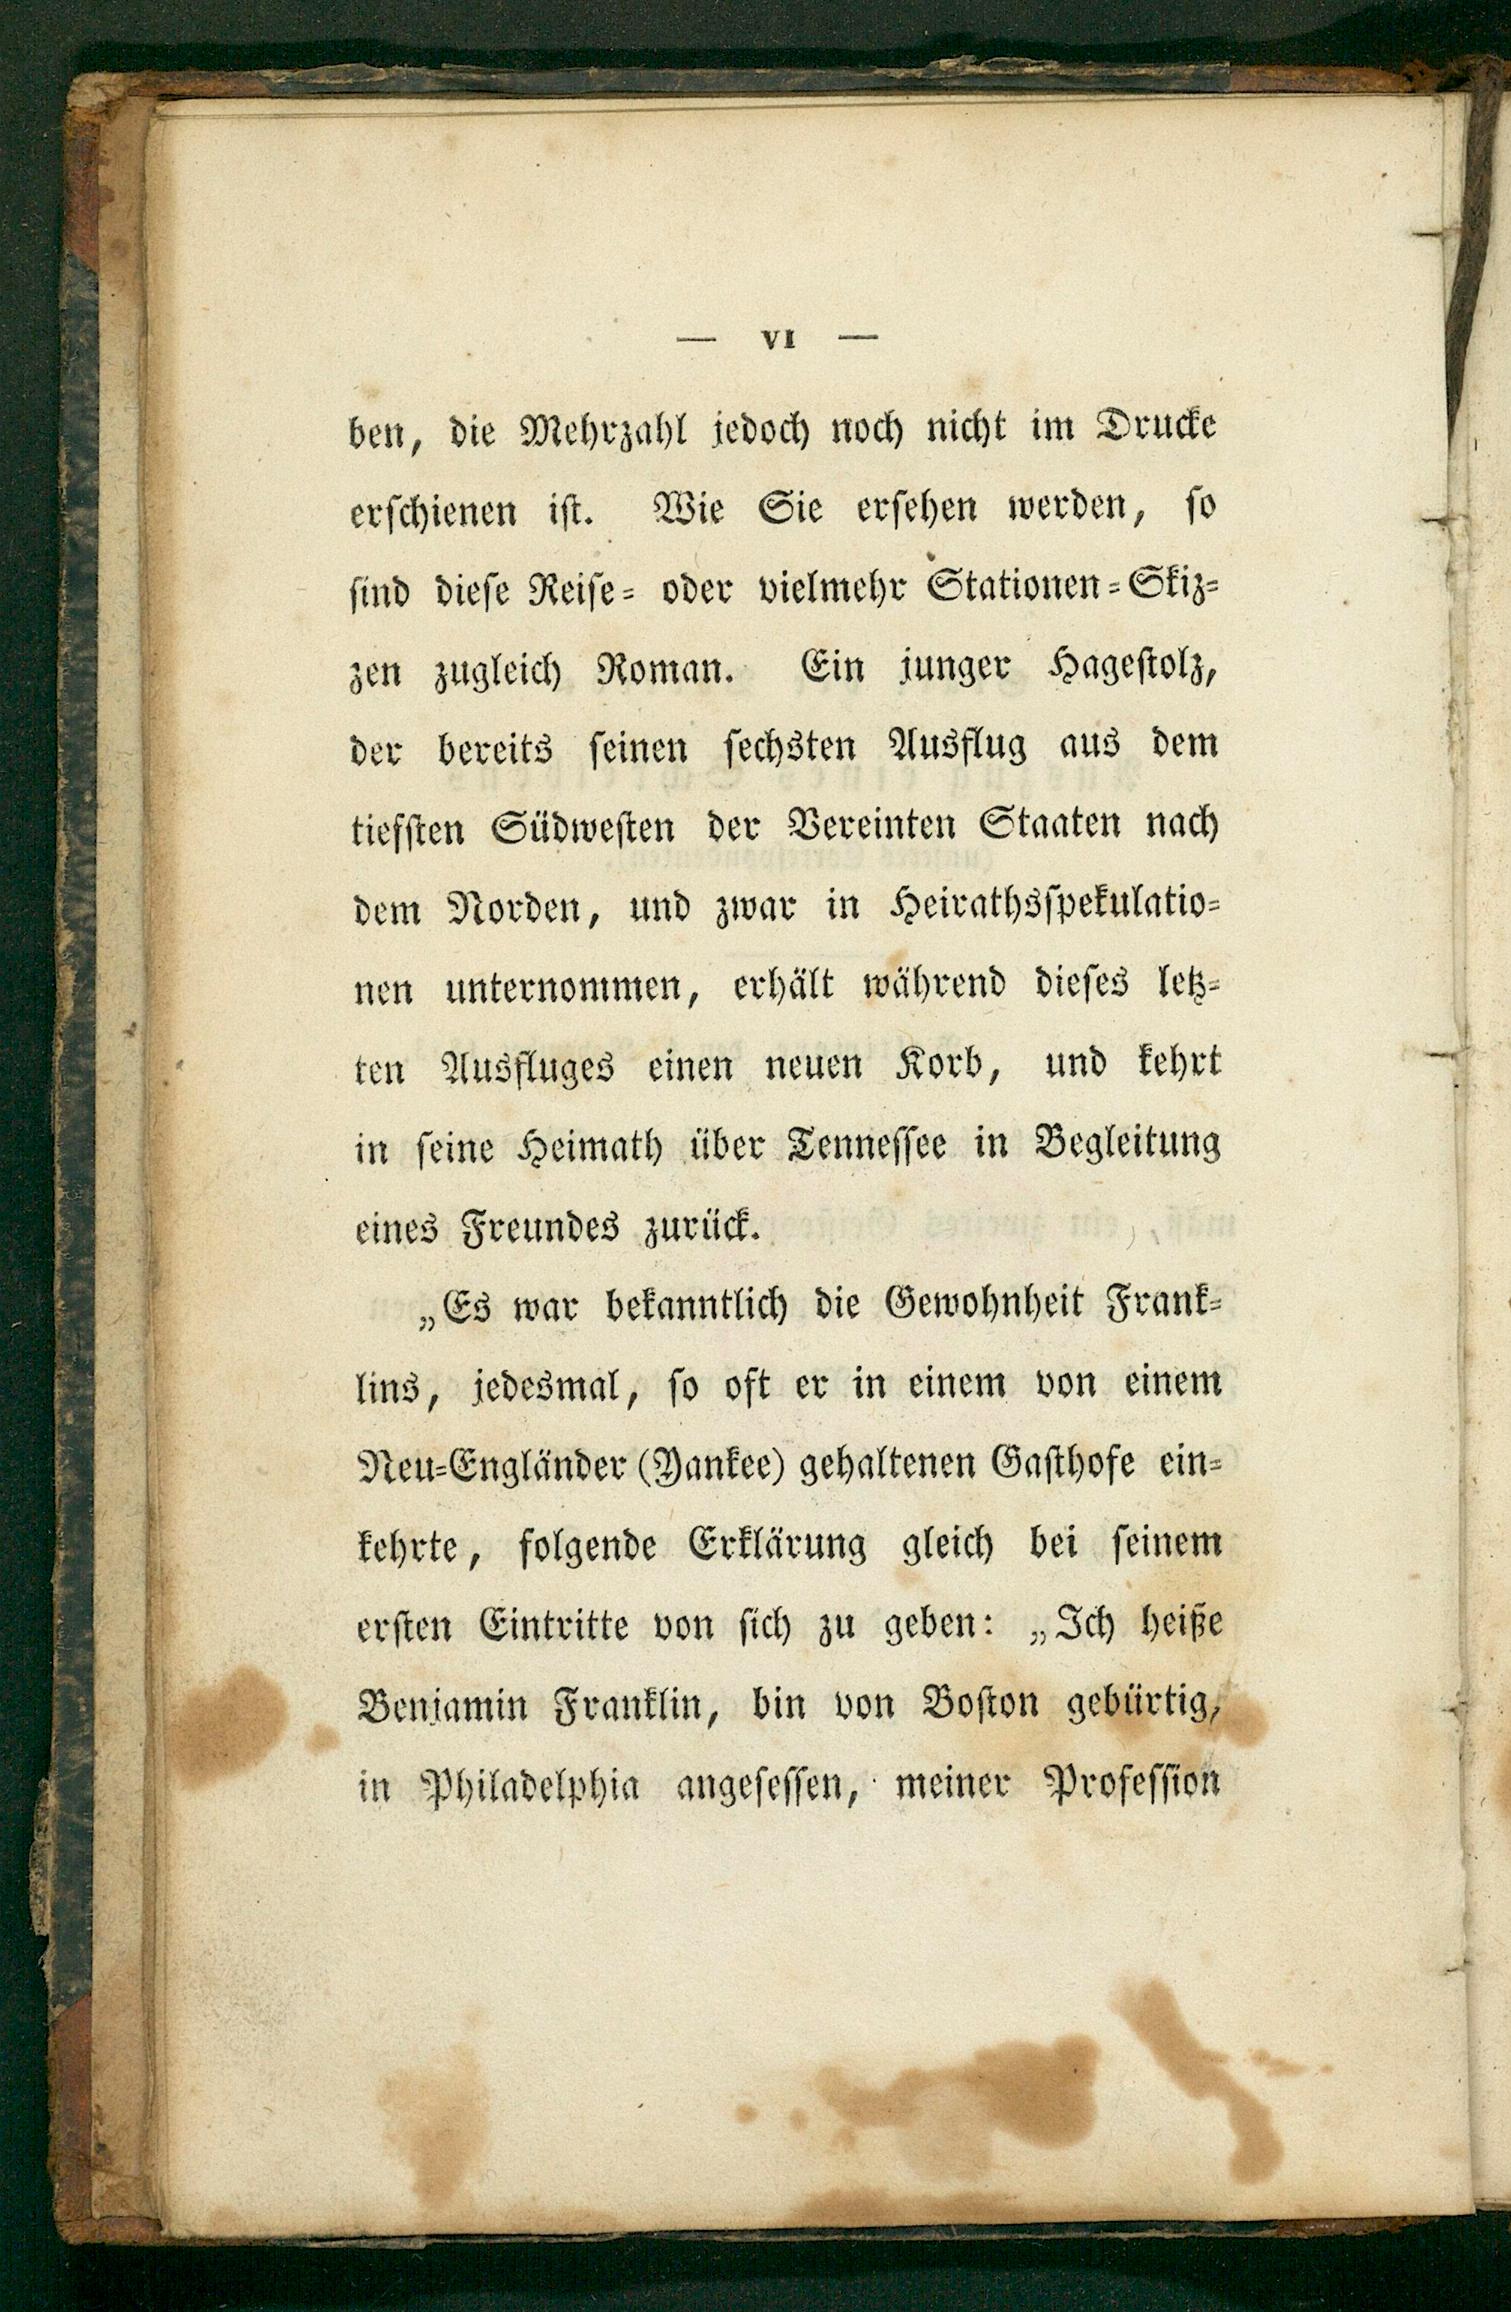 — VI —
ben, die Mehrzahl jedoch noch nicht im Drucke
erschienen ist. Wie Sie ersehen werden, so
sind diese Reise- oder vielmehr Stationen-Skiz-
zen zugleich Roman. Ein junger Hagestolz,
der bereits seinen sechsten Ausflug aus dem
tiefsten Südwesten der Vereinten Staaten nach
dem Norden, und zwar in Heirathsspekulatio-
nen unternommen, erhält während dieses letz-
ten Ausfluges einen neuen Korb, und kehrt
in seine Heimath über Tennessee in Begleitung
eines Freundes zurück.
„Es war bekanntlich die Gewohnheit Frank-
lins, jedesmal, so oft er in einem von einem
Neu-Engländer (Yankee) gehaltenen Gasthofe ein-
kehrte, folgende Erklärung gleich bei seinem
ersten Eintritte von sich zu geben: „Ich heiße
Benjamin Franklin, bin von Boston gebürtig,
in Philadelphia angesessen, meiner Profession